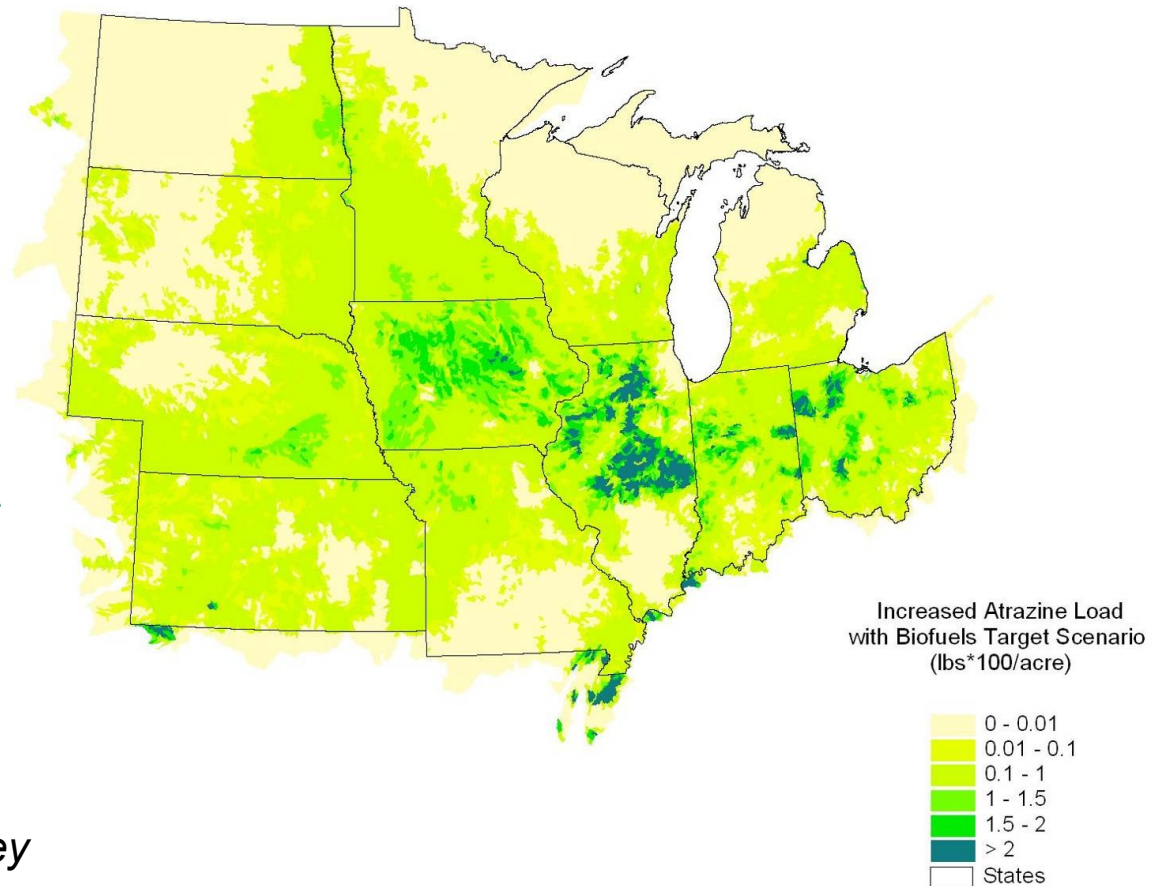 Increased Atrazine Load
with Biofuels Target Scenario
(lbs*100/acre)
0 - 0.01
0.01 - 0.1
0.1 - 1
1 - 1.5
1.5 - 2
> 2
States